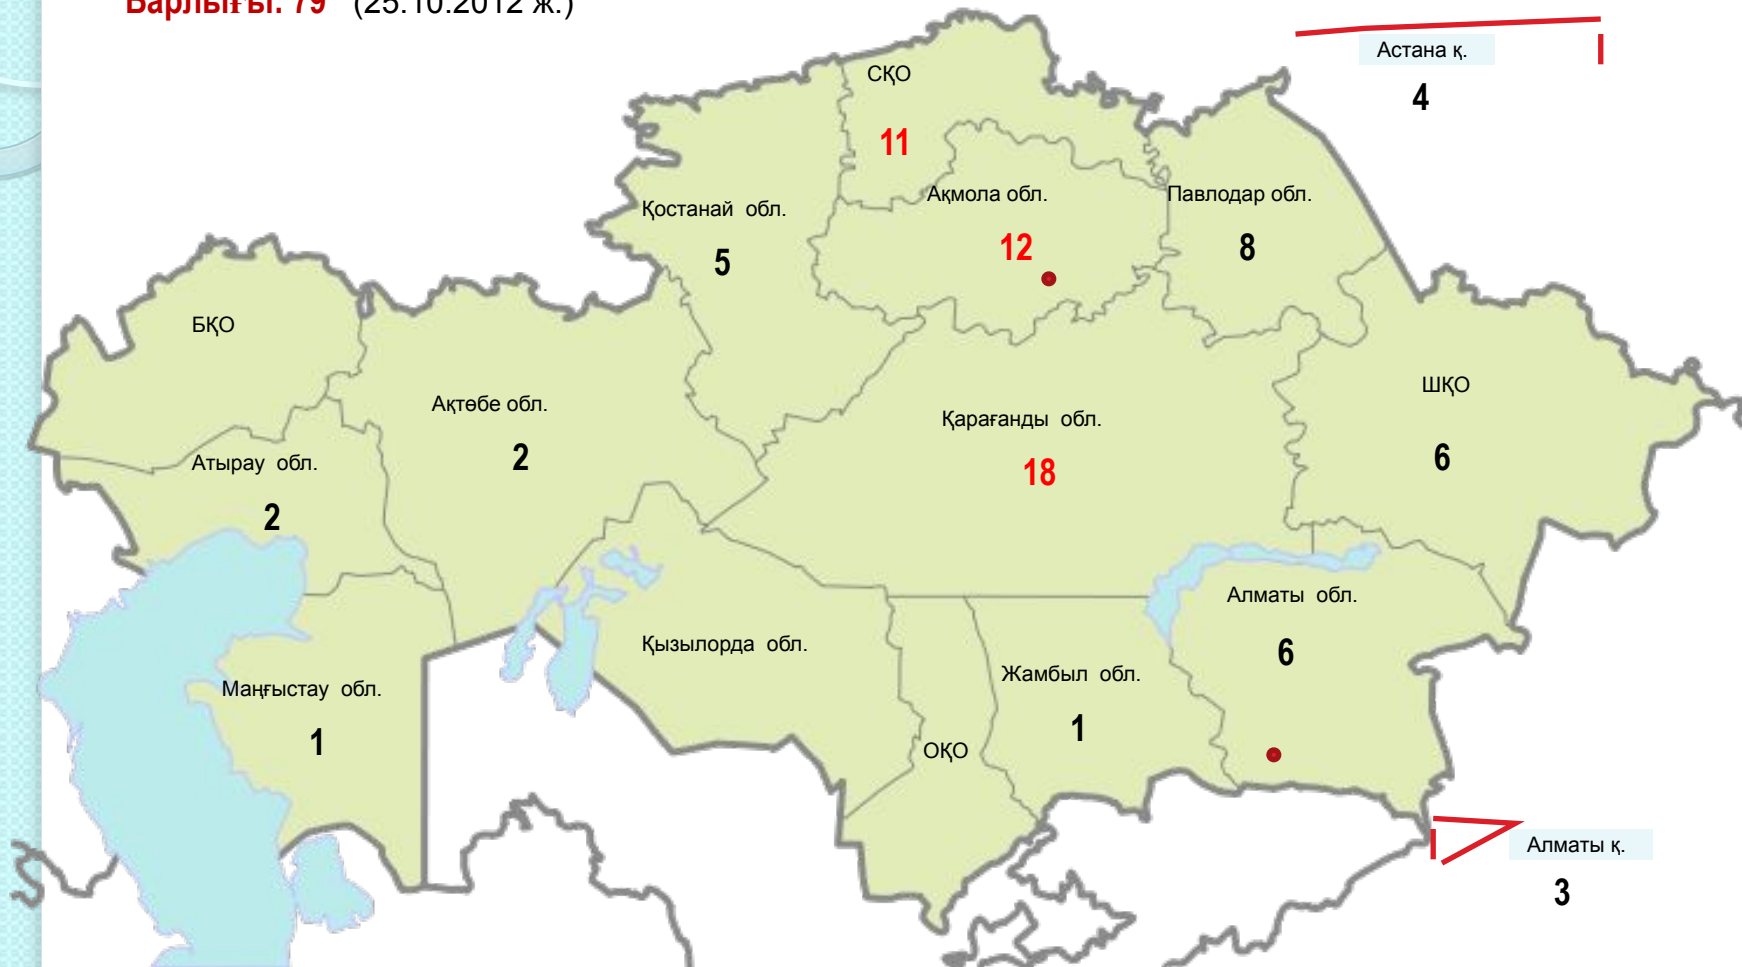 Барлығы: 79 (25.10.2012 ж.)
Астана қ.
4
СҚО
11
Ақмола обл.
12
Павлодар обл.
8
Қостанай обл.
5
БҚО
Ақтөбе обл.
2
Атырау обл.
2
Қарағанды обл.
18
ШҚО
6
Алматы обл.
6
Қызылорда обл.
Жамбыл обл.
1
Маңғыстау обл.
1
ОҚО
Алматы қ.
3